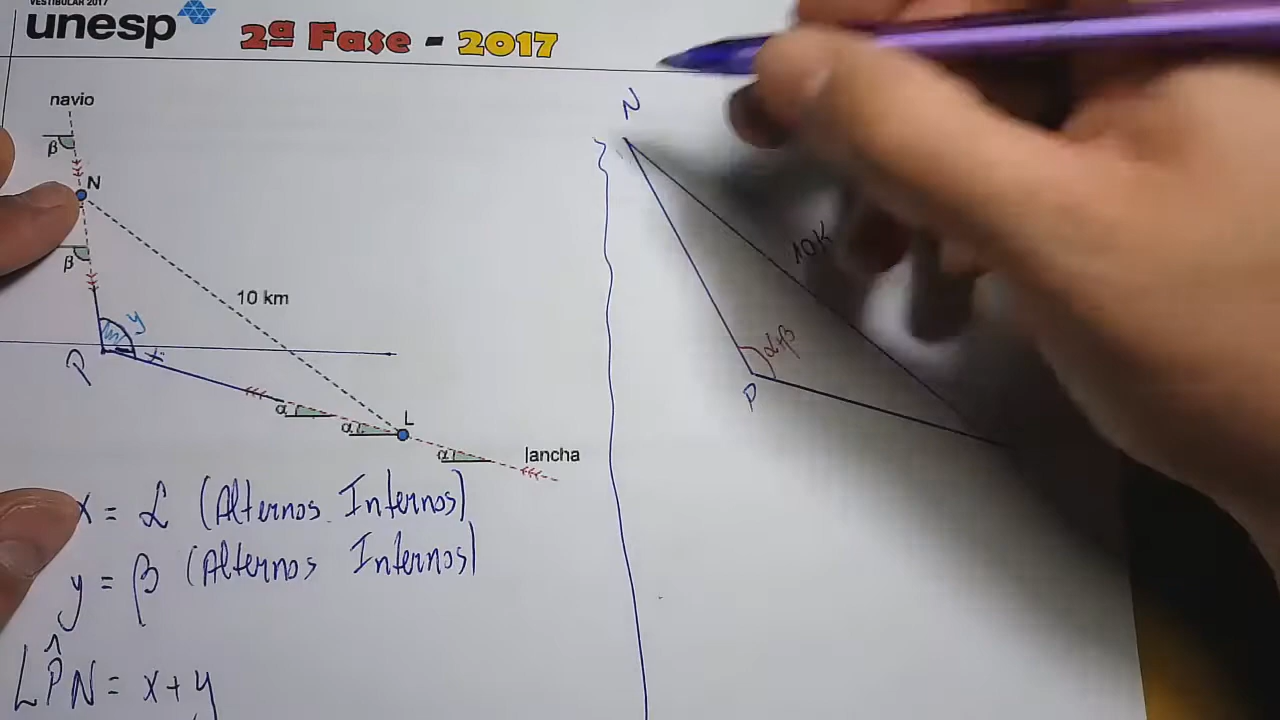 VESTIBULAR 2017
unesp
2ª Fase - 2017
navio
β
N
β
10 km
y
x
P
α
α
L
α
lancha
x = α (Alternos Internos)
y = β (Alternos Internos)
LP̂N = x + y
N
10K
α+β
P